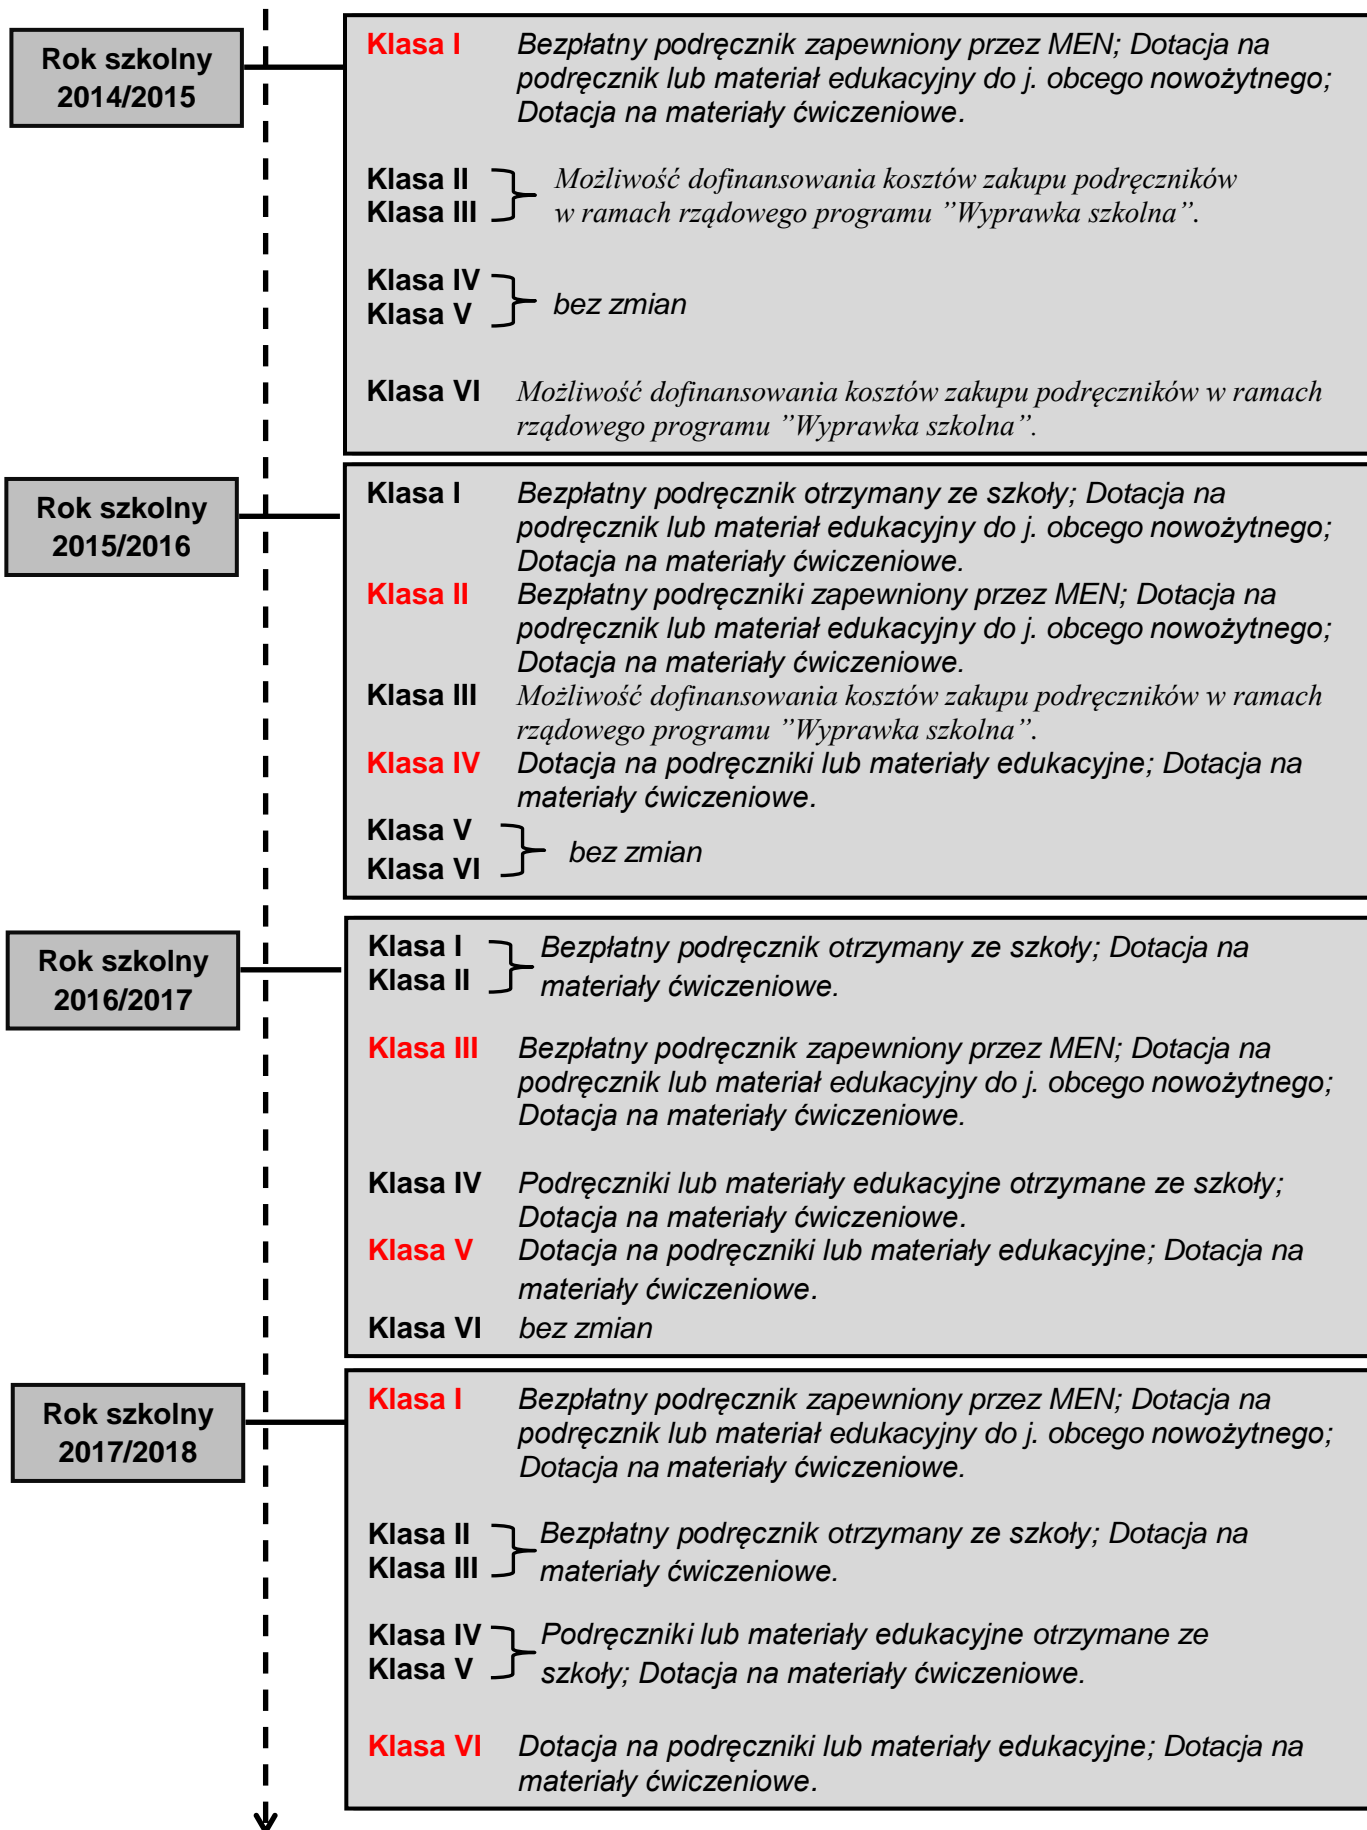 Rok szkolny
2014/2015
Klasa I Bezpłatny podręcznik zapewniony przez MEN; Dotacja na
podręcznik lub materiał edukacyjny do j. obcego nowożytnego;
Dotacja na materiały ćwiczeniowe.
Klasa II
Klasa III
Możliwość dofinansowania kosztów zakupu podręczników
w ramach rządowego programu ”Wyprawka szkolna”.
Klasa IV
Klasa V
bez zmian
Klasa VI Możliwość dofinansowania kosztów zakupu podręczników w ramach
rządowego programu ”Wyprawka szkolna”.
Rok szkolny
2015/2016
Klasa I Bezpłatny podręcznik otrzymany ze szkoły; Dotacja na
podręcznik lub materiał edukacyjny do j. obcego nowożytnego;
Dotacja na materiały ćwiczeniowe.
Klasa II Bezpłatny podręczniki zapewniony przez MEN; Dotacja na
podręcznik lub materiał edukacyjny do j. obcego nowożytnego;
Dotacja na materiały ćwiczeniowe.
Klasa III Możliwość dofinansowania kosztów zakupu podręczników w ramach
rządowego programu ”Wyprawka szkolna”.
Klasa IV Dotacja na podręczniki lub materiały edukacyjne; Dotacja na
materiały ćwiczeniowe.
Klasa V
Klasa VI
bez zmian
Rok szkolny
2016/2017
Klasa I
Klasa II
Bezpłatny podręcznik otrzymany ze szkoły; Dotacja na
materiały ćwiczeniowe.
Klasa III Bezpłatny podręcznik zapewniony przez MEN; Dotacja na
podręcznik lub materiał edukacyjny do j. obcego nowożytnego;
Dotacja na materiały ćwiczeniowe.
Klasa IV Podręczniki lub materiały edukacyjne otrzymane ze szkoły;
Dotacja na materiały ćwiczeniowe.
Klasa V Dotacja na podręczniki lub materiały edukacyjne; Dotacja na
materiały ćwiczeniowe.
Klasa VI bez zmian
Rok szkolny
2017/2018
Klasa I Bezpłatny podręcznik zapewniony przez MEN; Dotacja na
podręcznik lub materiał edukacyjny do j. obcego nowożytnego;
Dotacja na materiały ćwiczeniowe.
Klasa II
Klasa III
Bezpłatny podręcznik otrzymany ze szkoły; Dotacja na
materiały ćwiczeniowe.
Klasa IV
Klasa V
Podręczniki lub materiały edukacyjne otrzymane ze
szkoły; Dotacja na materiały ćwiczeniowe.
Klasa VI Dotacja na podręczniki lub materiały edukacyjne; Dotacja na
materiały ćwiczeniowe.